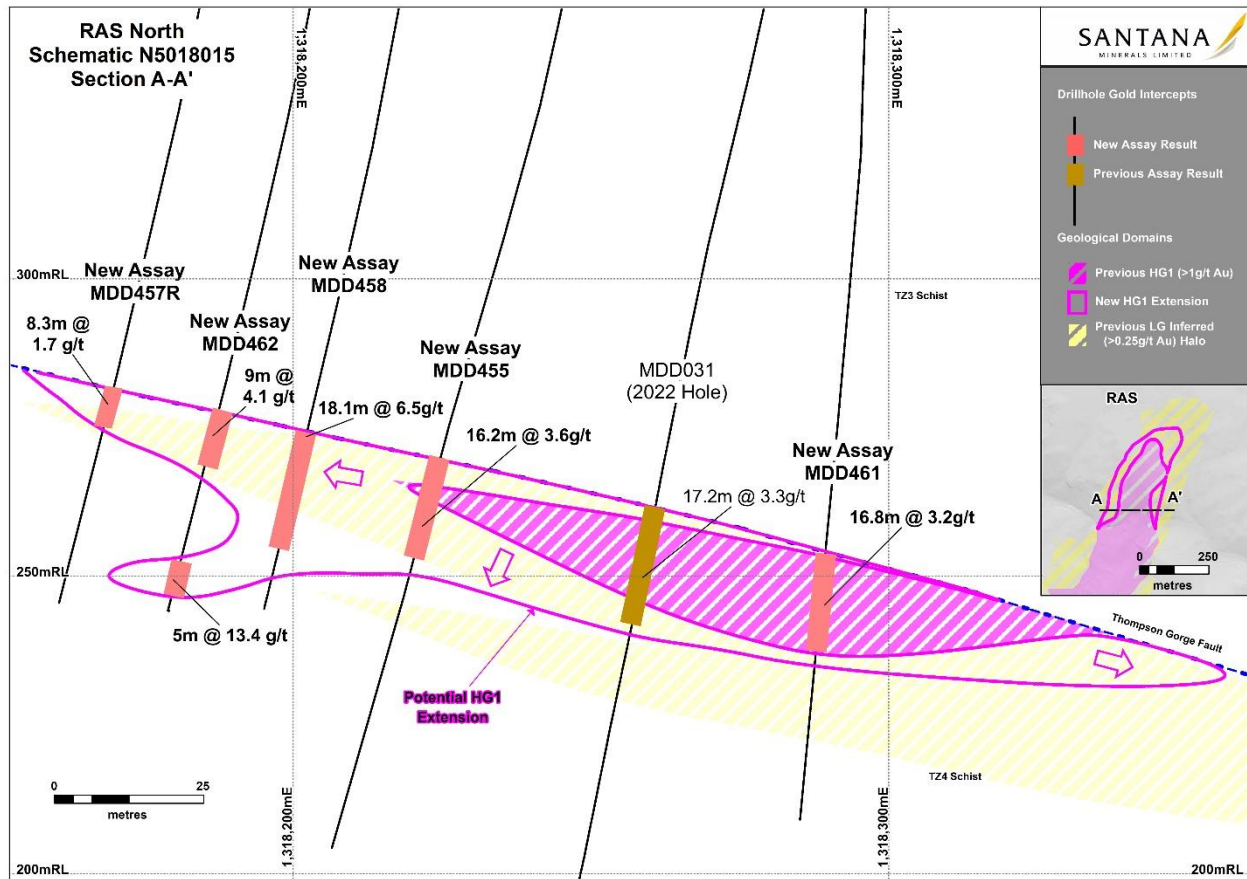 RAS North
Schematic N5018015
Section A-A'
1,318,200mE
1,318,300mE
SANTANA
MINERALS LIMITED
Drillhole Gold Intercepts
New Assay Result
Previous Assay Result
Geological Domains
Previous HG1 (>1g/t Au)
New HG1 Extension
Previous LG Inferred
(>0.25g/t Au) Halo
300mRL
TZ3 Schist
New Assay
MDD457R
8.3m @
1.7 g/t
New Assay
MDD462
9m @
4.1 g/t
New Assay
MDD458
18.1m @ 6.5g/t
New Assay
MDD455
16.2m @ 3.6g/t
MDD031
(2022 Hole)
17.2m @ 3.3g/t
New Assay
MDD461
16.8m @ 3.2g/t
RAS
A
A'
0
250
metres
250mRL
5m @ 13.4 g/t
Thompson Gorge Fault
Potential HG1
Extension
TZ4 Schist
0
25
metres
1,318,200mE
1,318,300mE
200mRL
200mRL